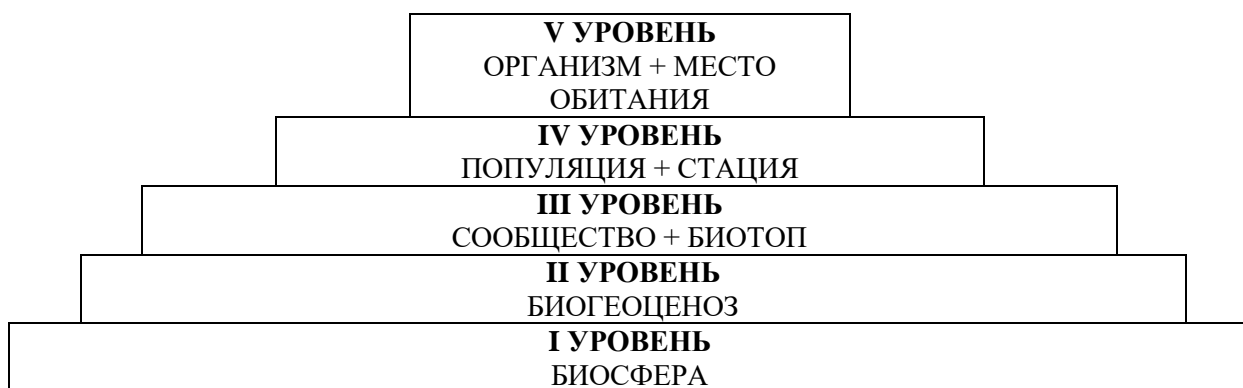 V УРОВЕНЬ
ОРГАНИЗМ + МЕСТО
ОБИТАНИЯ
IV УРОВЕНЬ
ПОПУЛЯЦИЯ + СТАЦИЯ
III УРОВЕНЬ
СООБЩЕСТВО + БИОТОП
II УРОВЕНЬ
БИОГЕОЦЕНОЗ
I УРОВЕНЬ
БИОСФЕРА